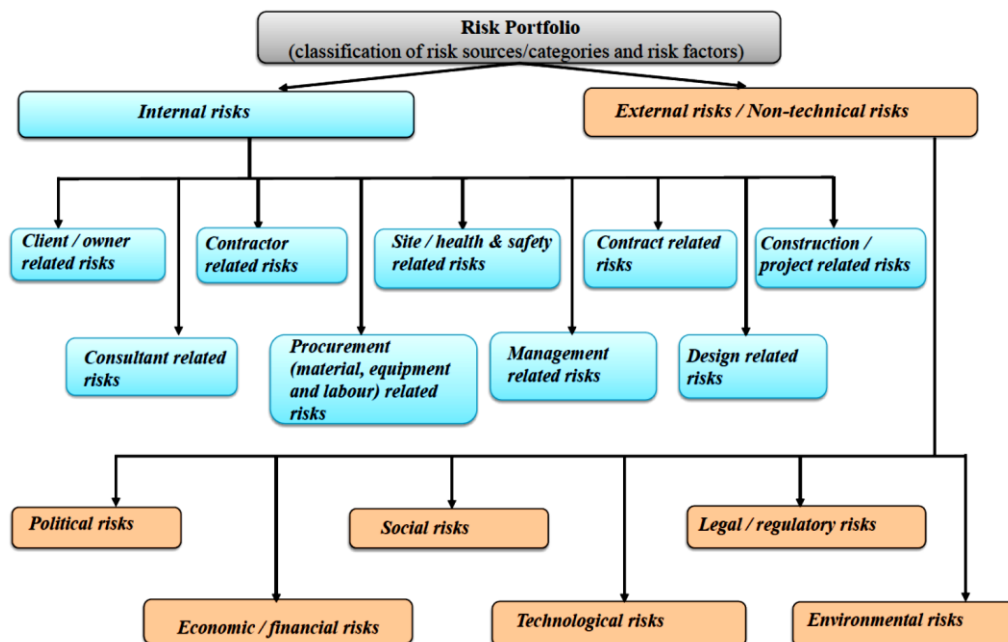 Risk Portfolio
(classification of risk sources/categories and risk factors)
Internal risks
External risks / Non-technical risks
Client / owner
related risks
Contractor
related risks
Site / health & safety
related risks
Contract related
risks
Construction /
project related risks
Consultant related
risks
Procurement
(material, equipment
and labour) related
risks
Management
related risks
Design related
risks
Political risks
Social risks
Legal / regulatory risks
Economic / financial risks
Technological risks
Environmental risks